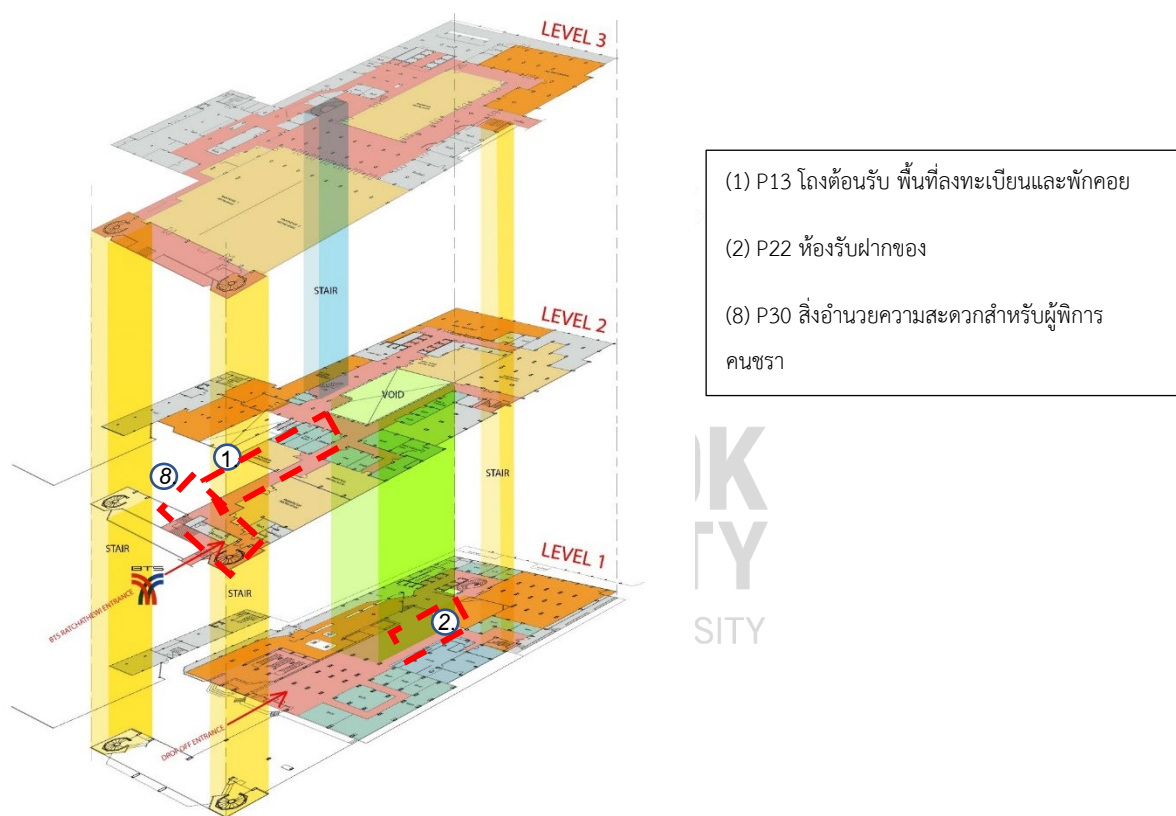 LEVEL 3
(1) P13 โถงต้อนรับ พื้นที่ลงทะเบียนและพักคอย
(2) P22 ห้องรับฝากของ
(8) P30 สิ่งอำนวยความสะดวกสำหรับผู้พิการ
คนชรา
STAIR
LEVEL 2
VOID
1.
8.
STAIR
STAIR
BTS
STAIR
BTS RATCHATHEWI ENTRANCE
LEVEL 1
2.
DROP OFF ENTRANCE
OK
TY
SITY